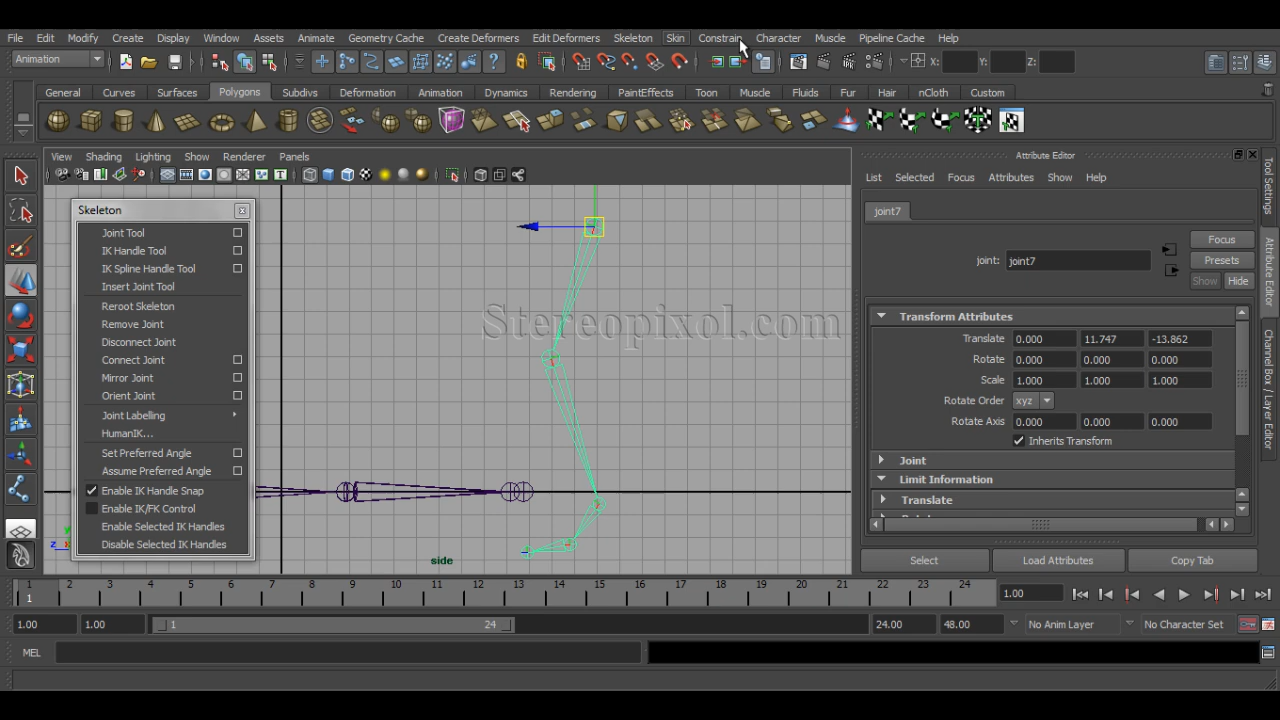 File Edit Modify Create Display Window Assets Animate Geometry Cache Create Deformers Edit Deformers Skeleton Skin Constrain Character Muscle Pipeline Cache Help
Animation X: Y: Z:
General Curves Surfaces Polygons Subdivs Deformation Animation Dynamics Rendering PaintEffects Toon Muscle Fluids Fur Hair nCloth Custom
View Shading Lighting Show Renderer Panels
Skeleton
Joint Tool
IK Handle Tool
IK Spline Handle Tool
Insert Joint Tool
Reroot Skeleton
Remove Joint
Disconnect Joint
Connect Joint
Mirror Joint
Orient Joint
Joint Labelling
HumanIK...
Set Preferred Angle
Assume Preferred Angle
Enable IK Handle Snap
Enable IK/FK Control
Enable Selected IK Handles
Disable Selected IK Handles
Stereopixol.com
z
side
Attribute Editor
List Selected Focus Attributes Show Help
joint7
joint: joint7
Focus
Presets
Show Hide
Transform Attributes
Translate 0.000 11.747 -13.862
Rotate 0.000 0.000 0.000
Scale 1.000 1.000 1.000
Rotate Order xyz
Rotate Axis 0.000 0.000 0.000
Inherits Transform
Joint
Limit Information
Translate
Select Load Attributes Copy Tab
Tool Settings
Attribute Editor
Channel Box / Layer Editor
1 2 3 4 5 6 7 8 9 10 11 12 13 14 15 16 17 18 19 20 21 22 23 24
1 1.00
1.00 1.00 1 24 24.00 48.00 No Anim Layer No Character Set
MEL